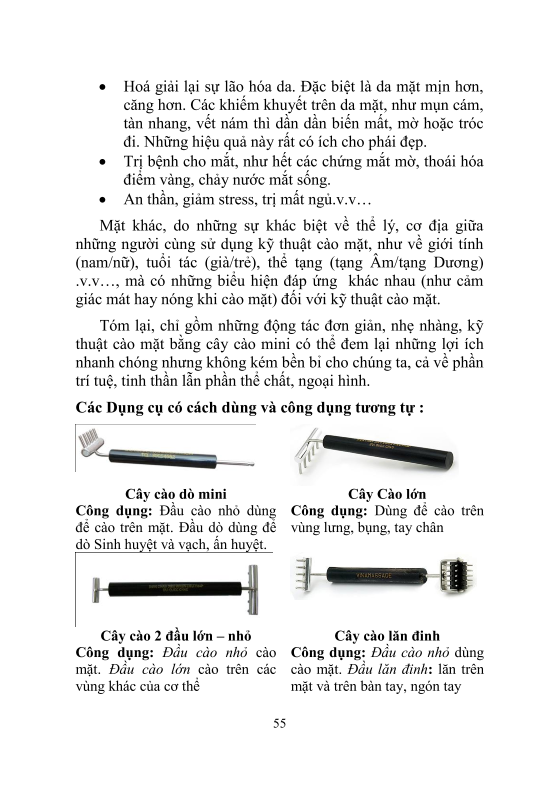 • Hoá giải lại sự lão hóa da. Đặc biệt là da mặt mịn hơn,
căng hơn. Các khiếm khuyết trên da mặt, như mụn cám,
tàn nhang, vết nám thì dần dần biến mất, mờ hoặc tróc
đi. Những hiệu quả này rất có ích cho phái đẹp.
• Trị bệnh cho mắt, như hết các chứng mắt mờ, thoái hóa
điểm vàng, chảy nước mắt sống.
• An thần, giảm stress, trị mất ngủ.v.v…
Mặt khác, do những sự khác biệt về thể lý, cơ địa giữa
những người cùng sử dụng kỹ thuật cào mặt, như về giới tính
(nam/nữ), tuổi tác (già/trẻ), thể tạng (tạng Âm/tạng Dương)
.v.v…, mà có những biểu hiện đáp ứng khác nhau (như cảm
giác mát hay nóng khi cào mặt) đối với kỹ thuật cào mặt.
Tóm lại, chỉ gồm những động tác đơn giản, nhẹ nhàng, kỹ
thuật cào mặt bằng cây cào mini có thể đem lại những lợi ích
nhanh chóng nhưng không kém bền bỉ cho chúng ta, cả về phần
trí tuệ, tinh thần lẫn phần thể chất, ngoại hình.
Các Dụng cụ có cách dùng và công dụng tương tự :
Cây cào dò mini
Công dụng: Đầu cào nhỏ dùng
để cào trên mặt. Đầu dò dùng để
dò Sinh huyệt và vạch, ấn huyệt.
Cây Cào lớn
Công dụng: Dùng để cào trên
vùng lưng, bụng, tay chân
VINAMASSAGE
Cây cào 2 đầu lớn – nhỏ
Công dụng: Đầu cào nhỏ cào
mặt. Đầu cào lớn cào trên các
vùng khác của cơ thể
Cây cào lăn đinh
Công dụng: Đầu cào nhỏ dùng
cào mặt. Đầu lăn đinh: lăn trên
mặt và trên bàn tay, ngón tay
55